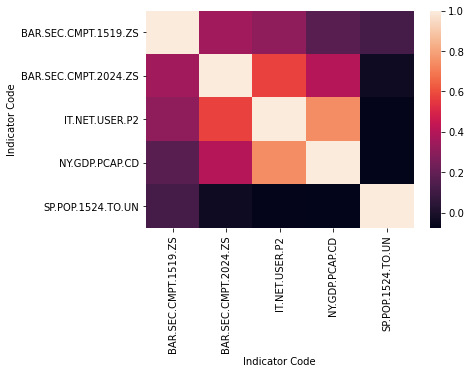 Indicator Code
BAR.SEC.CMPT.1519.ZS
BAR.SEC.CMPT.2024.ZS
IT.NET.USER.P2
NY.GDP.PCAP.CD
SP.POP.1524.TO.UN
BAR.SEC.CMPT.1519.ZS
BAR.SEC.CMPT.2024.ZS
IT.NET.USER.P2
NY.GDP.PCAP.CD
SP.POP.1524.TO.UN
Indicator Code
1.0
0.8
0.6
0.4
0.2
0.0